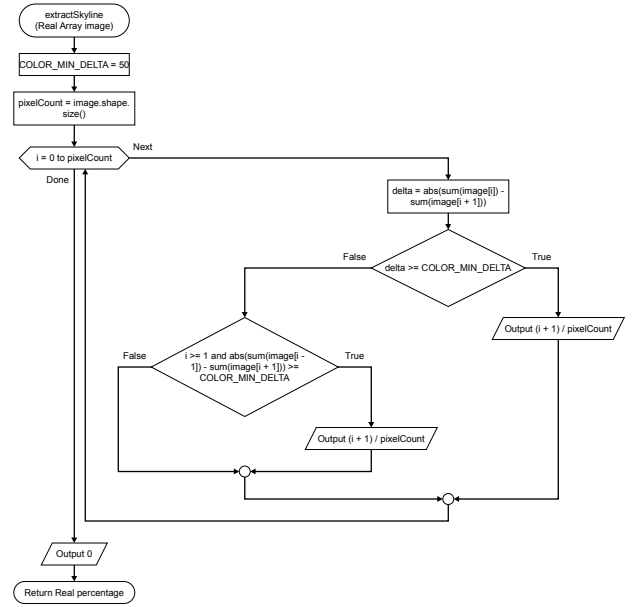 extractSkyline
(Real Array image)
COLOR_MIN_DELTA = 50
pixelCount = image.shape.
size()
i = 0 to pixelCount
Next
Done
delta = abs(sum(image[i]) -
sum(image[i + 1]))
delta >= COLOR_MIN_DELTA
False
True
Output (i + 1) / pixelCount
i >= 1 and abs(sum(image[i -
1]) - sum(image[i + 1])) >=
COLOR_MIN_DELTA
False
True
Output (i + 1) / pixelCount
Output 0
Return Real percentage